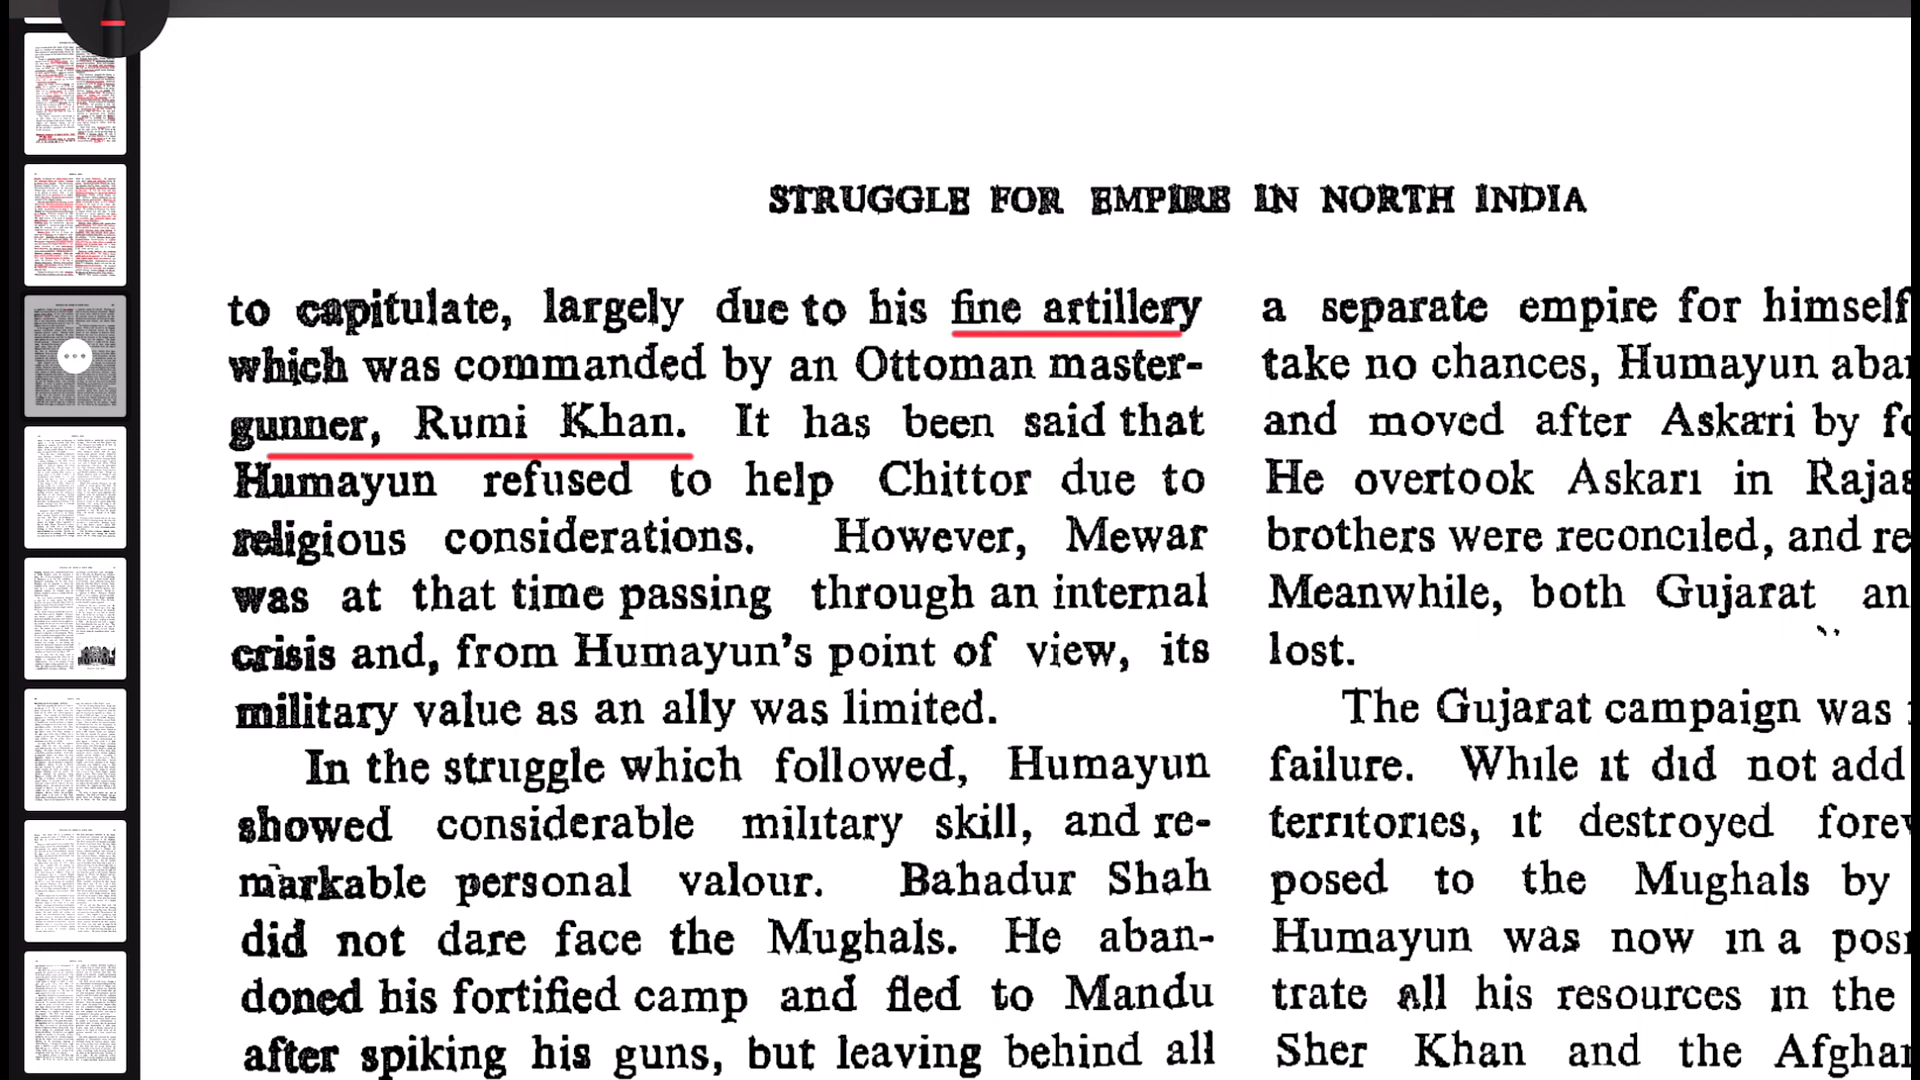 STRUGGLE FOR EMPIRE IN NORTH INDIA
to capitulate, largely due to his fine artillery
which was commanded by an Ottoman master-
gunner, Rumi Khan. It has been said that
Humayun refused to help Chittor due to
religious considerations. However, Mewar
was at that time passing through an internal
crisis and, from Humayun's point of view, its
military value as an ally was limited.
In the struggle which followed, Humayun
showed considerable military skill, and re-
markable personal valour. Bahadur Shah
did not dare face the Mughals. He aban-
doned his fortified camp and fled to Mandu
after spiking his guns, but leaving behind all
a separate empire for himself
take no chances, Humayun aba
and moved after Askari by fo
He overtook Askari in Rajas
brothers were reconciled, and re
Meanwhile, both Gujarat an
lost.
The Gujarat campaign was
failure. While it did not add
territories, it destroyed forev
posed to the Mughals by
Humayun was now in a pos
trate all his resources in the
Sher Khan and the Afghan